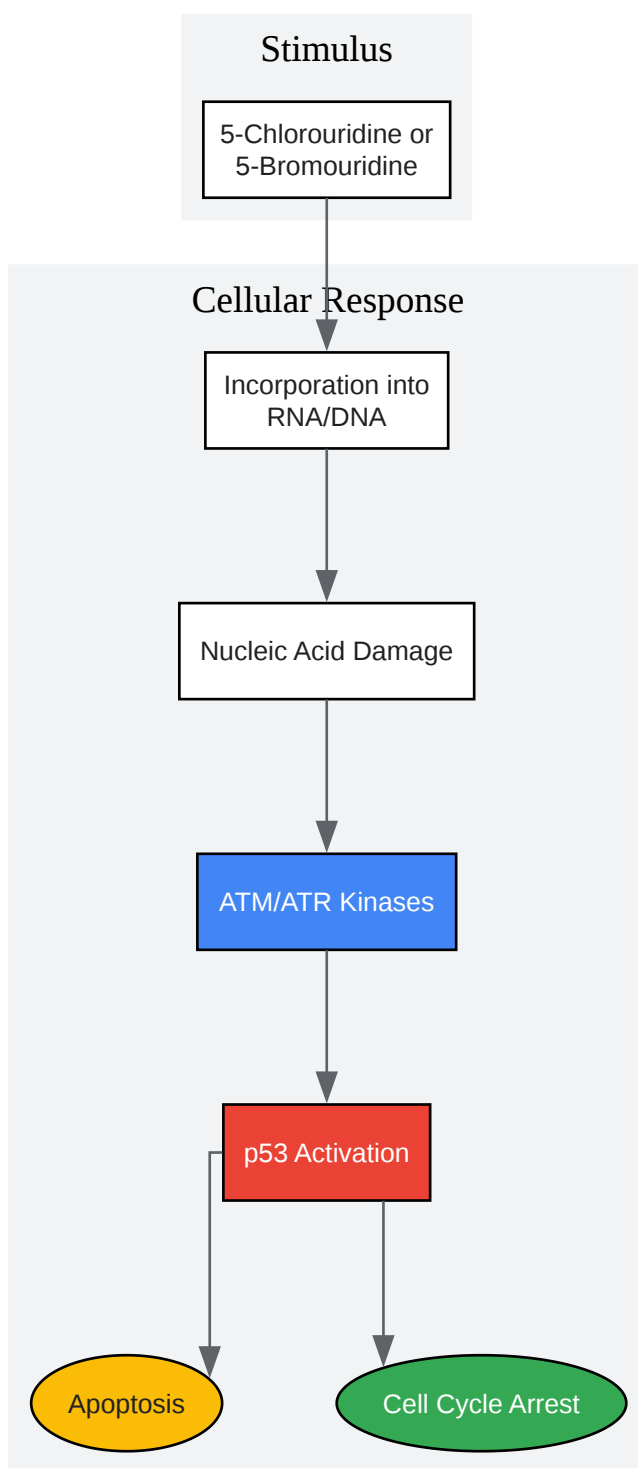 Stimulus
5-Chlorouridine or
5-Bromouridine
Cellular Response
Incorporation into
RNA/DNA
Nucleic Acid Damage
ATM/ATR Kinases
p53 Activation
Apoptosis
Cell Cycle Arrest